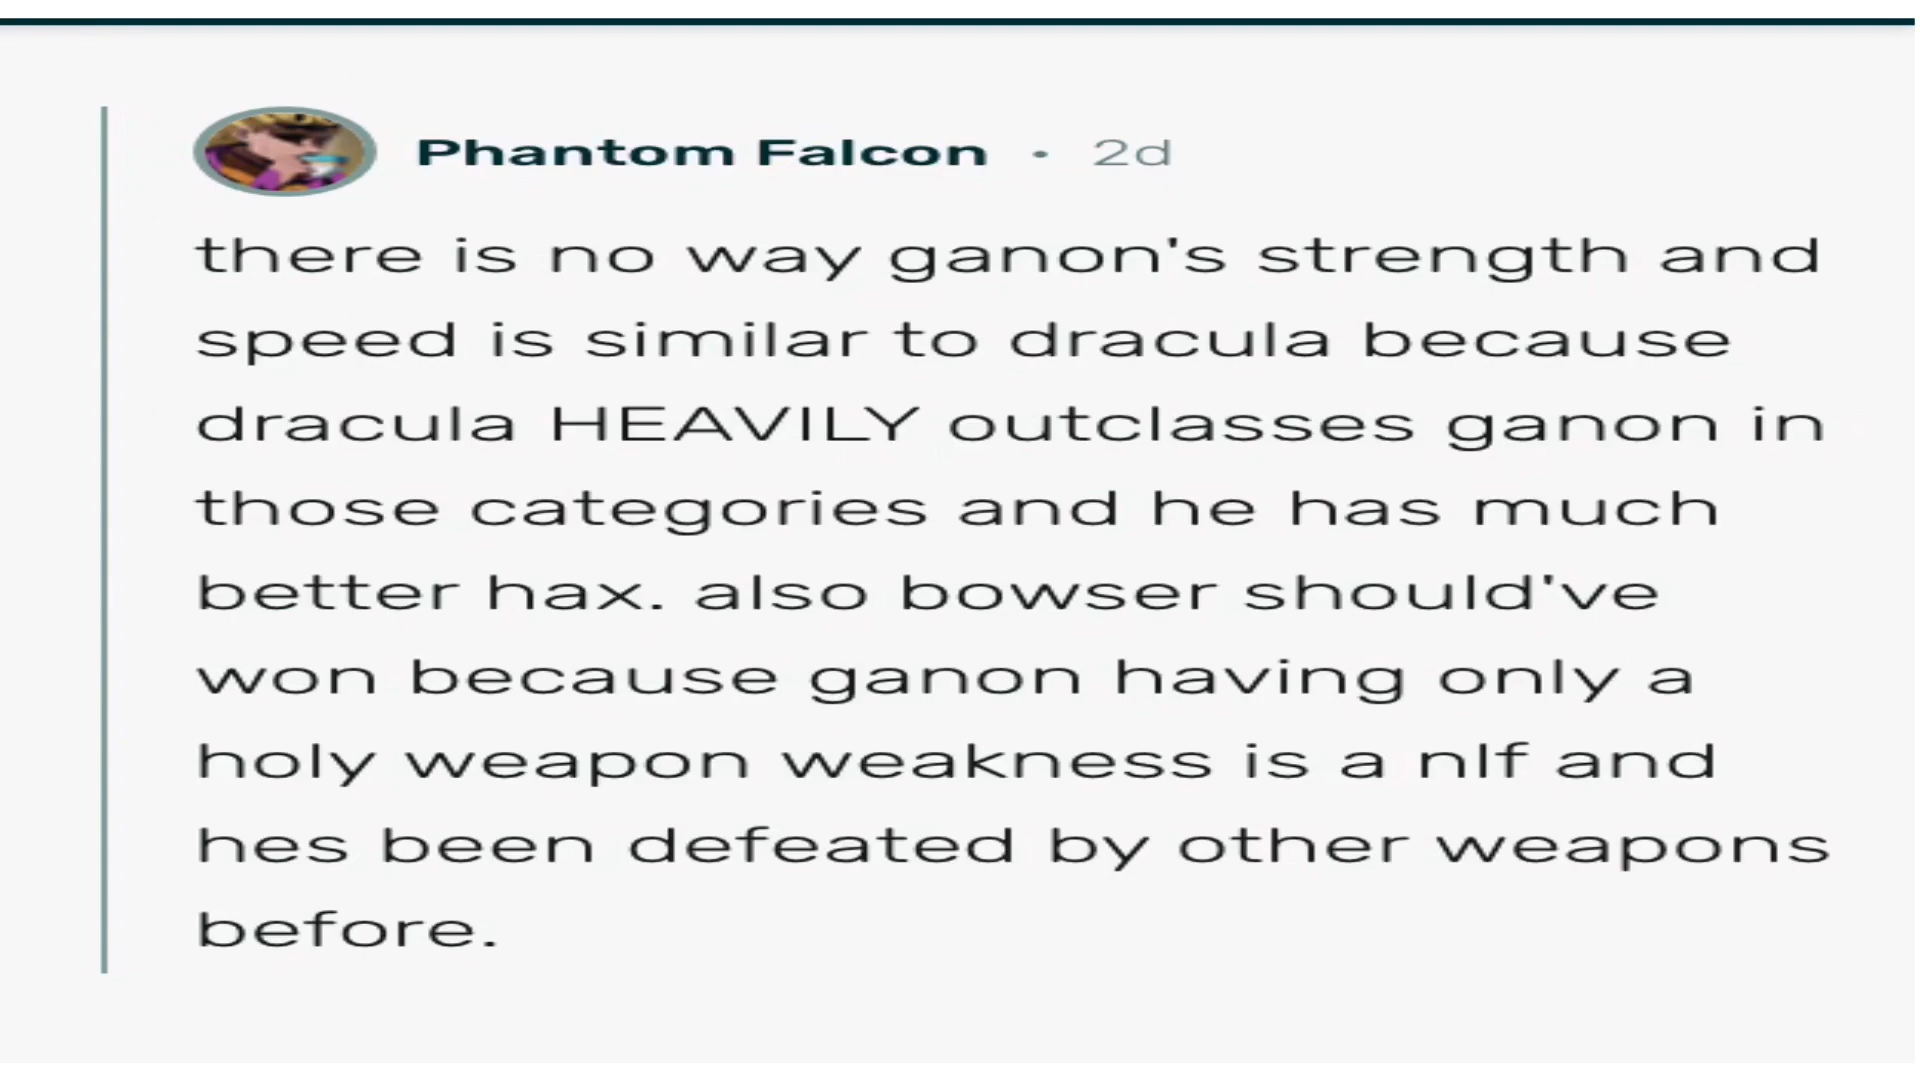 Phantom Falcon • 2d
there is no way ganon's strength and
speed is similar to dracula because
dracula HEAVILY outclasses ganon in
those categories and he has much
better hax. also bowser should've
won because ganon having only a
holy weapon weakness is a nlf and
hes been defeated by other weapons
before.